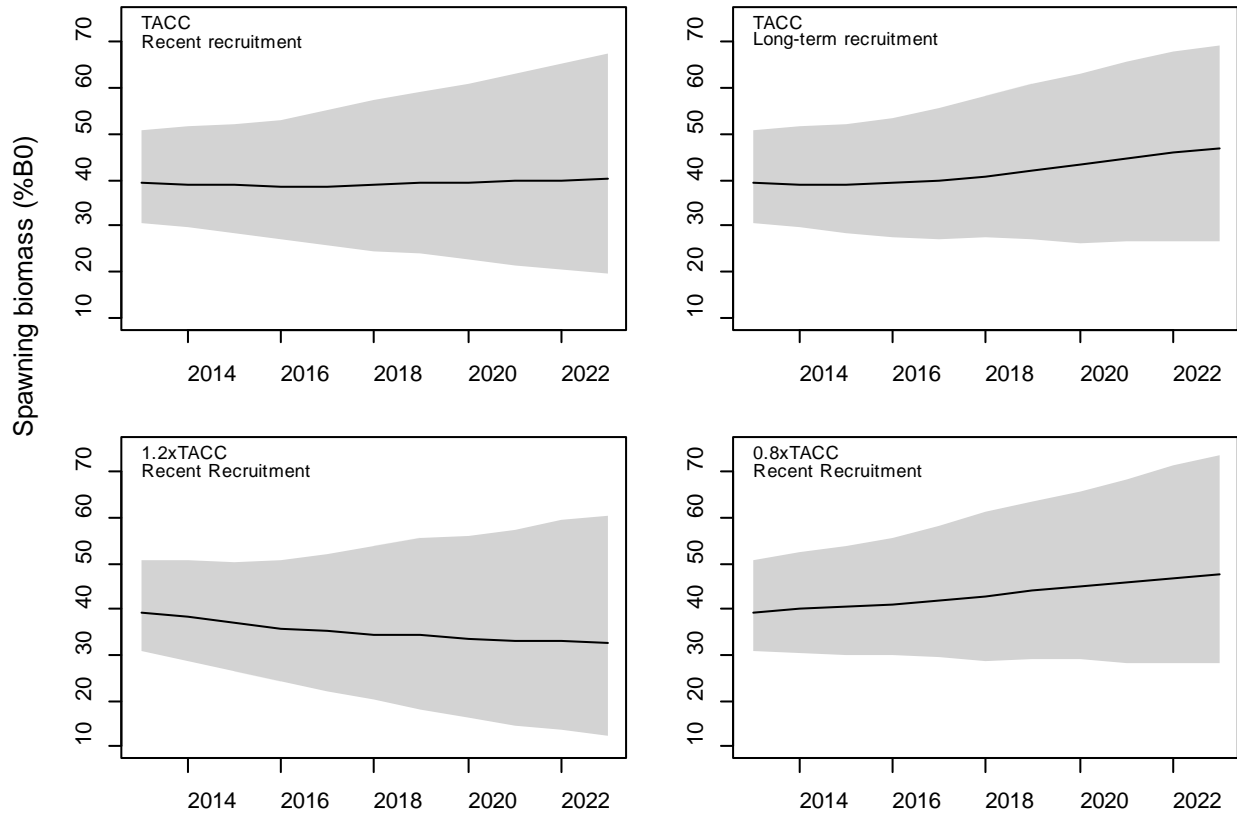 Spawning biomass (%B0)
TACC
Recent recruitment
70
60
50
40
30
20
10
2014 2016 2018 2020 2022
TACC
Long-term recruitment
70
60
50
40
30
20
10
2014 2016 2018 2020 2022
1.2xTACC
Recent Recruitment
70
60
50
40
30
20
10
2014 2016 2018 2020 2022
0.8xTACC
Recent Recruitment
70
60
50
40
30
20
10
2014 2016 2018 2020 2022